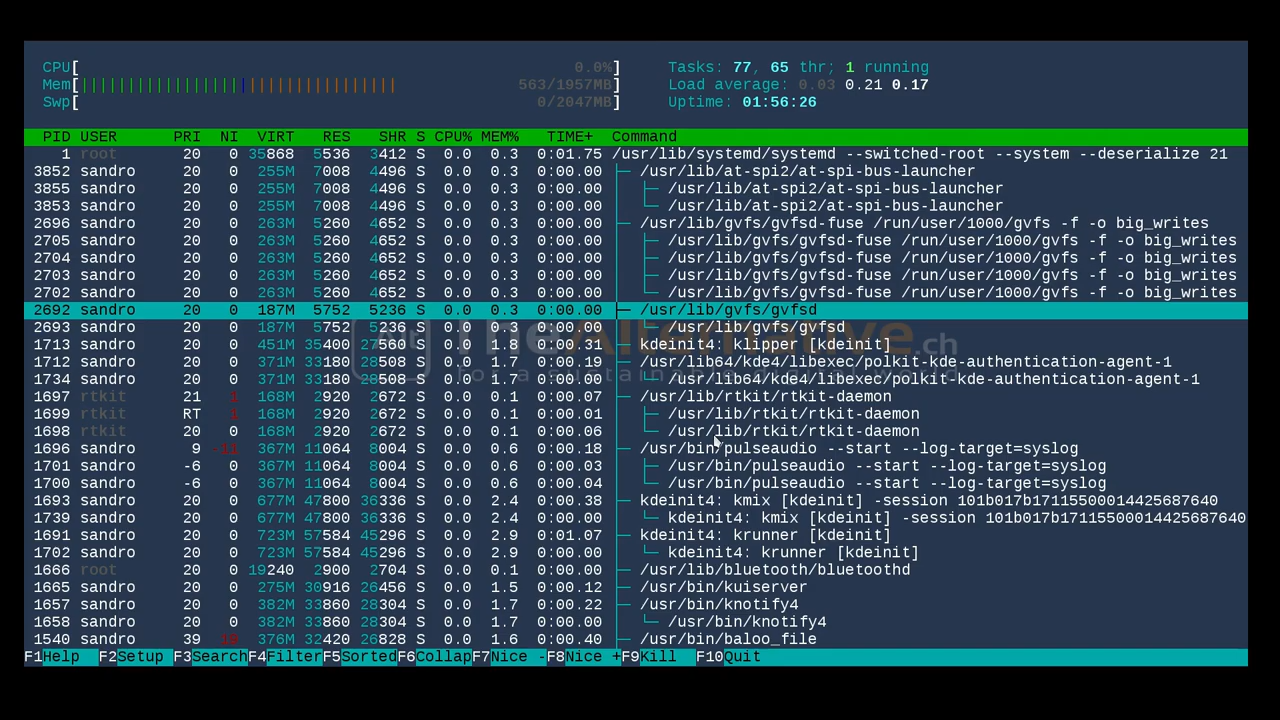 CPU[ 0.0%] Tasks: 77, 65 thr; 1 running
Mem[|||||||||||||||||||||||||||||||||| 563/1957MB] Load average: 0.03 0.21 0.17
Swp[ 0/2047MB] Uptime: 01:56:26
PID USER PRI NI VIRT RES SHR S CPU% MEM% TIME+ Command
1 root 20 0 35868 5536 3412 S 0.0 0.3 0:01.75 /usr/lib/systemd/systemd --switched-root --system --deserialize 21
3852 sandro 20 0 255M 7008 4496 S 0.0 0.3 0:00.00 ├─ /usr/lib/at-spi2/at-spi-bus-launcher
3855 sandro 20 0 255M 7008 4496 S 0.0 0.3 0:00.00 │ ├─ /usr/lib/at-spi2/at-spi-bus-launcher
3853 sandro 20 0 255M 7008 4496 S 0.0 0.3 0:00.00 │ └─ /usr/lib/at-spi2/at-spi-bus-launcher
2696 sandro 20 0 263M 5260 4652 S 0.0 0.3 0:00.00 ├─ /usr/lib/gvfs/gvfsd-fuse /run/user/1000/gvfs -f -o big_writes
2705 sandro 20 0 263M 5260 4652 S 0.0 0.3 0:00.00 │ ├─ /usr/lib/gvfs/gvfsd-fuse /run/user/1000/gvfs -f -o big_writes
2704 sandro 20 0 263M 5260 4652 S 0.0 0.3 0:00.00 │ ├─ /usr/lib/gvfs/gvfsd-fuse /run/user/1000/gvfs -f -o big_writes
2703 sandro 20 0 263M 5260 4652 S 0.0 0.3 0:00.00 │ ├─ /usr/lib/gvfs/gvfsd-fuse /run/user/1000/gvfs -f -o big_writes
2702 sandro 20 0 263M 5260 4652 S 0.0 0.3 0:00.00 │ └─ /usr/lib/gvfs/gvfsd-fuse /run/user/1000/gvfs -f -o big_writes
2692 sandro 20 0 187M 5752 5236 S 0.0 0.3 0:00.00 ├─ /usr/lib/gvfs/gvfsd
2693 sandro 20 0 187M 5752 5236 S 0.0 0.3 0:00.00 │ └─ /usr/lib/gvfs/gvfsd
TheAlternative.ch
1713 sandro 20 0 451M 35400 27560 S 0.0 1.8 0:00.31 ├─ kdeinit4: klipper [kdeinit]
1712 sandro 20 0 371M 33180 28508 S 0.0 1.7 0:00.19 ├─ /usr/lib64/kde4/libexec/polkit-kde-authentication-agent-1
for a sustainable digital world
1734 sandro 20 0 371M 33180 28508 S 0.0 1.7 0:00.00 │ └─ /usr/lib64/kde4/libexec/polkit-kde-authentication-agent-1
1697 rtkit 21 1 168M 2920 2672 S 0.0 0.1 0:00.07 ├─ /usr/lib/rtkit/rtkit-daemon
1699 rtkit RT 1 168M 2920 2672 S 0.0 0.1 0:00.01 │ ├─ /usr/lib/rtkit/rtkit-daemon
1698 rtkit 20 0 168M 2920 2672 S 0.0 0.1 0:00.06 │ └─ /usr/lib/rtkit/rtkit-daemon
1696 sandro 9 -11 367M 11064 8004 S 0.0 0.6 0:00.18 ├─ /usr/bin/pulseaudio --start --log-target=syslog
1701 sandro -6 0 367M 11064 8004 S 0.0 0.6 0:00.03 │ ├─ /usr/bin/pulseaudio --start --log-target=syslog
1700 sandro -6 0 367M 11064 8004 S 0.0 0.6 0:00.04 │ └─ /usr/bin/pulseaudio --start --log-target=syslog
1693 sandro 20 0 677M 47800 36336 S 0.0 2.4 0:00.38 ├─ kdeinit4: kmix [kdeinit] -session 101b017b17115500014425687640
1739 sandro 20 0 677M 47800 36336 S 0.0 2.4 0:00.00 │ └─ kdeinit4: kmix [kdeinit] -session 101b017b17115500014425687640
1691 sandro 20 0 723M 57584 45296 S 0.0 2.9 0:01.07 ├─ kdeinit4: krunner [kdeinit]
1702 sandro 20 0 723M 57584 45296 S 0.0 2.9 0:00.00 │ └─ kdeinit4: krunner [kdeinit]
1666 root 20 0 19240 2900 2704 S 0.0 0.1 0:00.00 ├─ /usr/lib/bluetooth/bluetoothd
1665 sandro 20 0 275M 30916 26456 S 0.0 1.5 0:00.12 ├─ /usr/bin/kuiserver
1657 sandro 20 0 382M 33860 28304 S 0.0 1.7 0:00.22 ├─ /usr/bin/knotify4
1658 sandro 20 0 382M 33860 28304 S 0.0 1.7 0:00.00 │ └─ /usr/bin/knotify4
1540 sandro 39 19 376M 32420 26828 S 0.0 1.6 0:00.40 ├─ /usr/bin/baloo_file
F1Help F2Setup F3SearchF4FilterF5SortedF6CollapF7Nice -F8Nice +F9Kill F10Quit